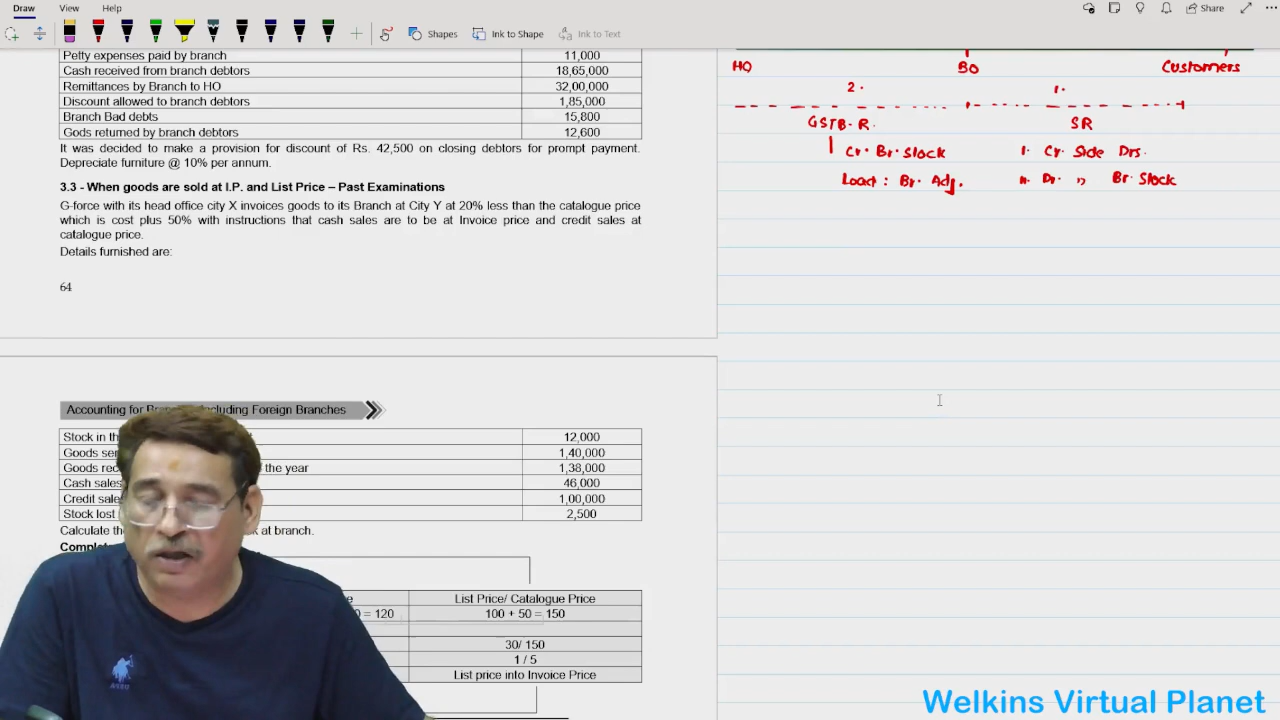 Draw View Help
Share
Shapes Ink to Shape Ink to Text
Petty expenses paid by branch 11,000
Cash received from branch debtors 18,65,000
Remittances by Branch to HO 32,00,000
Discount allowed to branch debtors 1,85,000
Branch Bad debts 15,800
Gods returned by branch debtors 12,600
It was decided to make a provision for discount of Rs. 42,500 on closing debtors for prompt payment.
Depreciate furniture @ 10% per annum.
3.3 - When goods are sold at I.P. and List Price – Past Examinations
G-force with its head office city X invoices goods to its Branch at City Y at 20% less than the catalogue price
which is cost plus 50% with instructions that cash sales are to be at Invoice price and credit sales at
catalogue price.
Details furnished are:
64
Accounting for Including Foreign Branches
Stock in 12,000
Goods 1,40,000
Goods the year 1,38,000
Cash sales 46,000
Credit 1,00,000
Stock lost 2,500
Calculate at branch.
List Price/ Catalogue Price
= 120 100 + 50 = 150
30/ 150
1 / 5
List price into Invoice Price
HO BO Customers
2. 1.
GSTB. R. SR
Cr. Br. Stock 1. Cr. Side Drs.
Load : Br. Adj. 11. Dr. ,, Br. Stock
Welkins Virtual Planet